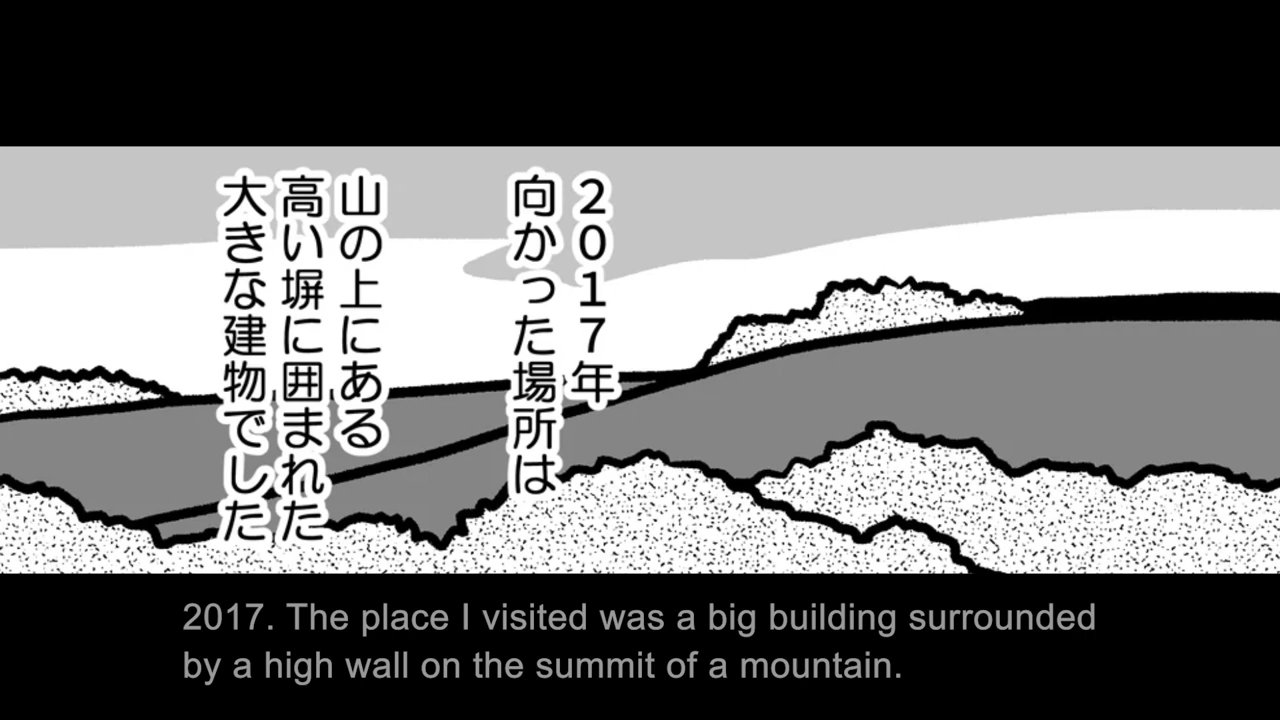 ２０１７年
向かった場所は
山の上にある
高い塀に囲まれた
大きな建物でした
2017. The place I visited was a big building surrounded
by a high wall on the summit of a mountain.